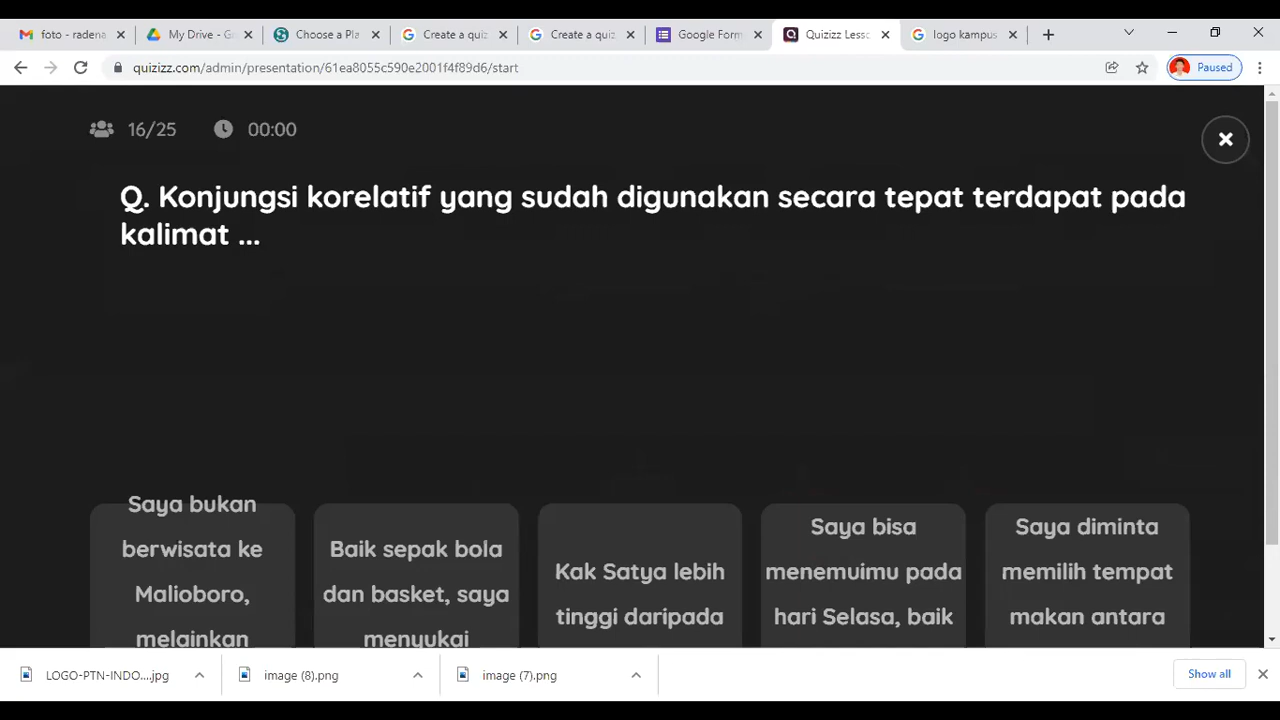 foto - radena
My Drive - G
Choose a Pla
Create a quiz
Create a quiz
Google Form
Quizizz Less
logo kampus
quizizz.com/admin/presentation/61ea8055c590e2001f4f89d6/start
Paused
16/25
00:00
Q. Konjungsi korelatif yang sudah digunakan secara tepat terdapat pada
kalimat ...
Saya bukan
berwisata ke
Malioboro,
melainkan
Baik sepak bola
dan basket, saya
menyukai
Kak Satya lebih
tinggi daripada
Saya bisa
menemuimu pada
hari Selasa, baik
Saya diminta
memilih tempat
makan antara
LOGO-PTN-INDO....jpg
image (8).png
image (7).png
Show all